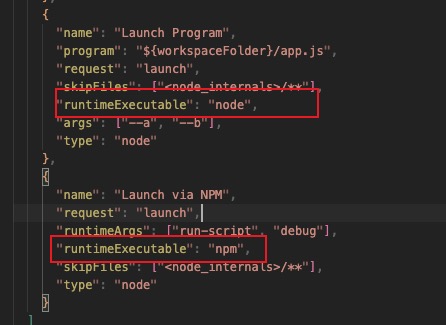 },
{
"name": "Launch Program",
"program": "${workspaceFolder}/app.js",
"request": "launch",
"skipFiles": ["<node_internals>/**"],
"runtimeExecutable": "node",
"args": ["--a", "--b"],
"type": "node"
},
{
"name": "Launch via NPM",
"request": "launch",
"runtimeArgs": ["run-script", "debug"],
"runtimeExecutable": "npm",
"skipFiles": ["<node_internals>/**"],
"type": "node"
}
]